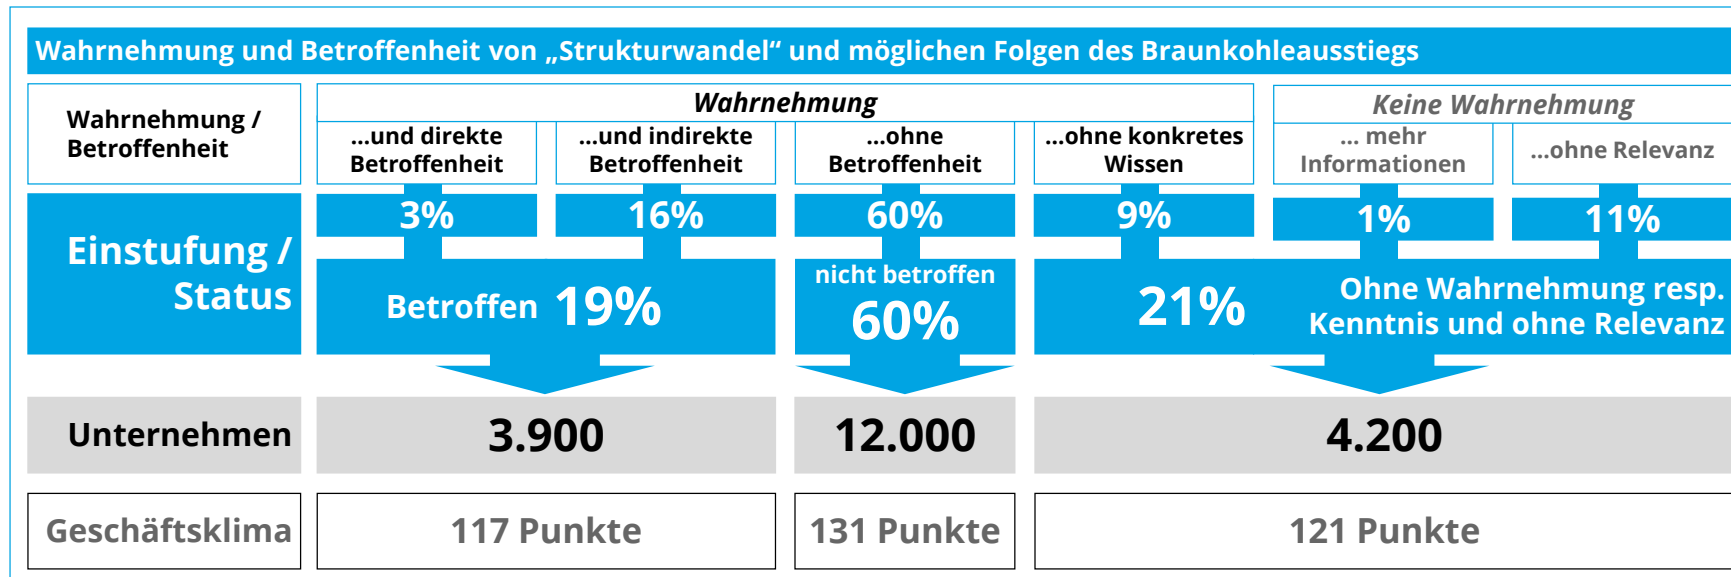 Wahrnehmung und Betroffenheit von „Strukturwandel“ und möglichen Folgen des Braunkohleausstiegs
Wahrnehmung /
Betroffenheit
Wahrnehmung
Keine Wahrnehmung
...und direkte
Betroffenheit
...und indirekte
Betroffenheit
...ohne
Betroffenheit
...ohne konkretes
Wissen
... mehr
Informationen
...ohne Relevanz
Einstufung /
Status
3%
16%
60%
9%
1%
11%
Betroffen 19%
nicht betroffen
60%
21%
Ohne Wahrnehmung resp.
Kenntnis und ohne Relevanz
Unternehmen
3.900
12.000
4.200
Geschäftsklima
117 Punkte
131 Punkte
121 Punkte